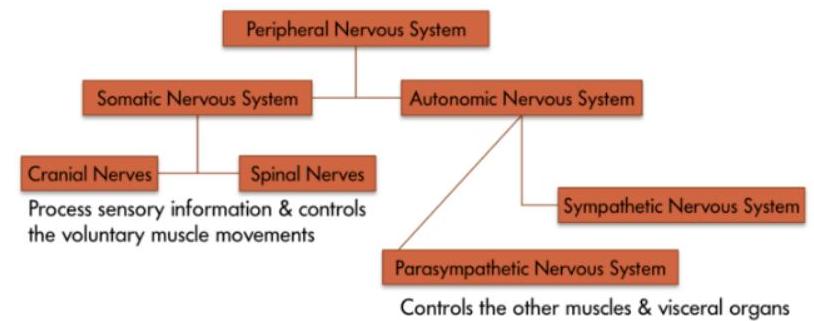 Peripheral Nervous System
Somatic Nervous System
Autonomic Nervous System
Cranial Nerves
Spinal Nerves
Process sensory information & controls
the voluntary muscle movements
Sympathetic Nervous System
Parasympathetic Nervous System
Controls the other muscles & visceral organs